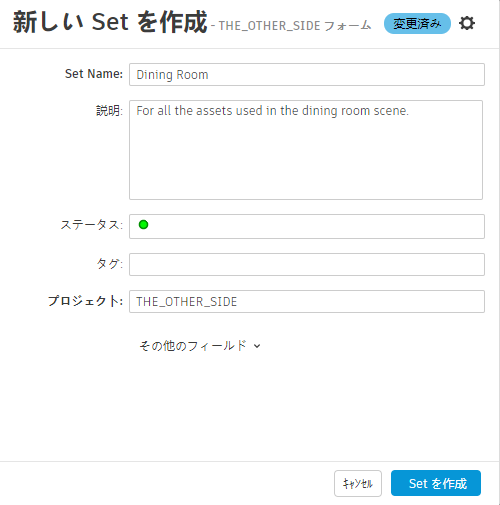 新しい Set を作成 - THE_OTHER_SIDE フォーム 変更済み
Set Name: Dining Room
説明: For all the assets used in the dining room scene.
ステータス:
タグ:
プロジェクト: THE_OTHER_SIDE
その他のフィールド
ｷｬﾝｾﾙ Set を作成